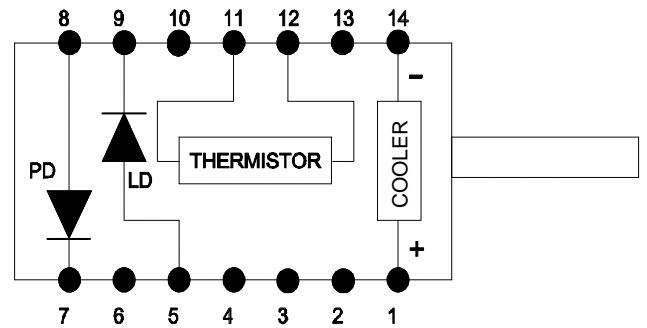 8 9 10 11 12 13 14
-
THERMISTOR
COOLER
PD
LD
+
7 6 5 4 3 2 1